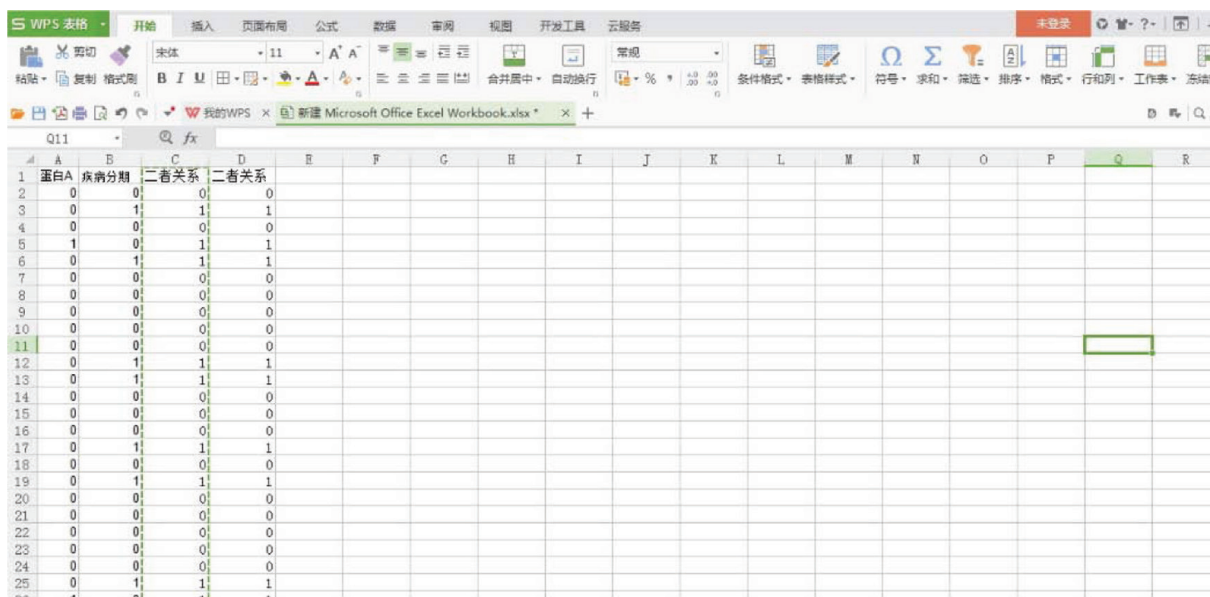 S WPS 表格 开始 插入 页面布局 公式 数据 审阅 视图 开发工具 云服务 未登录
剪切 宋体 11 A A 常规 Ω Σ
粘贴 复制 格式刷 B I U A 合并居中 自动换行 % 条件格式 表格样式 符号 求和 筛选 排序 格式 行和列 工作表 冻结
我的WPS × 新建 Microsoft Office Excel Workbook.xlsx * × +
Q11 fx
A B C D E F G H I J K L M N O P Q R
1 蛋白A 疾病分期 二者关系 二者关系
2 0 0 0 0
3 0 1 1 1
4 0 0 0 0
5 1 0 1 1
6 0 1 1 1
7 0 0 0 0
8 0 0 0 0
9 0 0 0 0
10 0 0 0 0
11 0 0 0 0
12 0 1 1 1
13 0 1 1 1
14 0 0 0 0
15 0 0 0 0
16 0 0 0 0
17 0 1 1 1
18 0 0 0 0
19 0 1 1 1
20 0 0 0 0
21 0 0 0 0
22 0 0 0 0
23 0 0 0 0
24 0 0 0 0
25 0 1 1 1